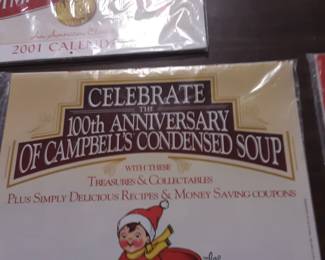 2001 CALEND
CELEBRATE
THE
100th ANNIVERSARY
OF CAMPBELL'S CONDENSED SOUP
WITH THESE
TREASURES & COLLECTABLES
PLUS SIMPLY DELICIOUS RECIPES & MONEY SAVING COUPONS